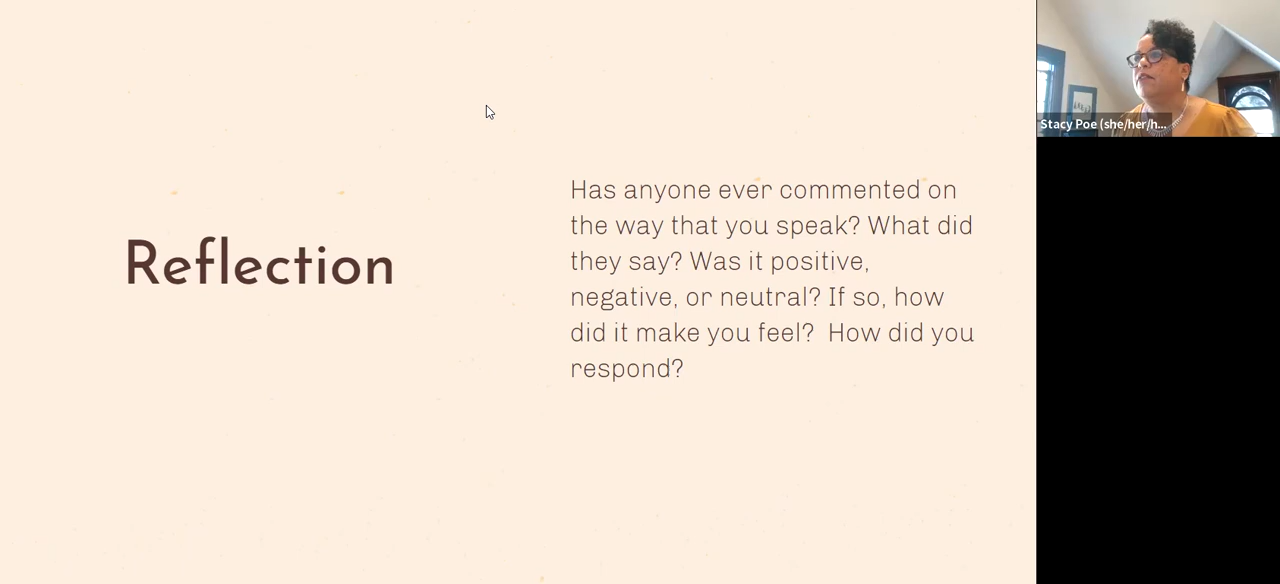 Reflection
Has anyone ever commented on
the way that you speak? What did
they say? Was it positive,
negative, or neutral? If so, how
did it make you feel?  How did you
respond?
Stacy Poe (she/her/h...